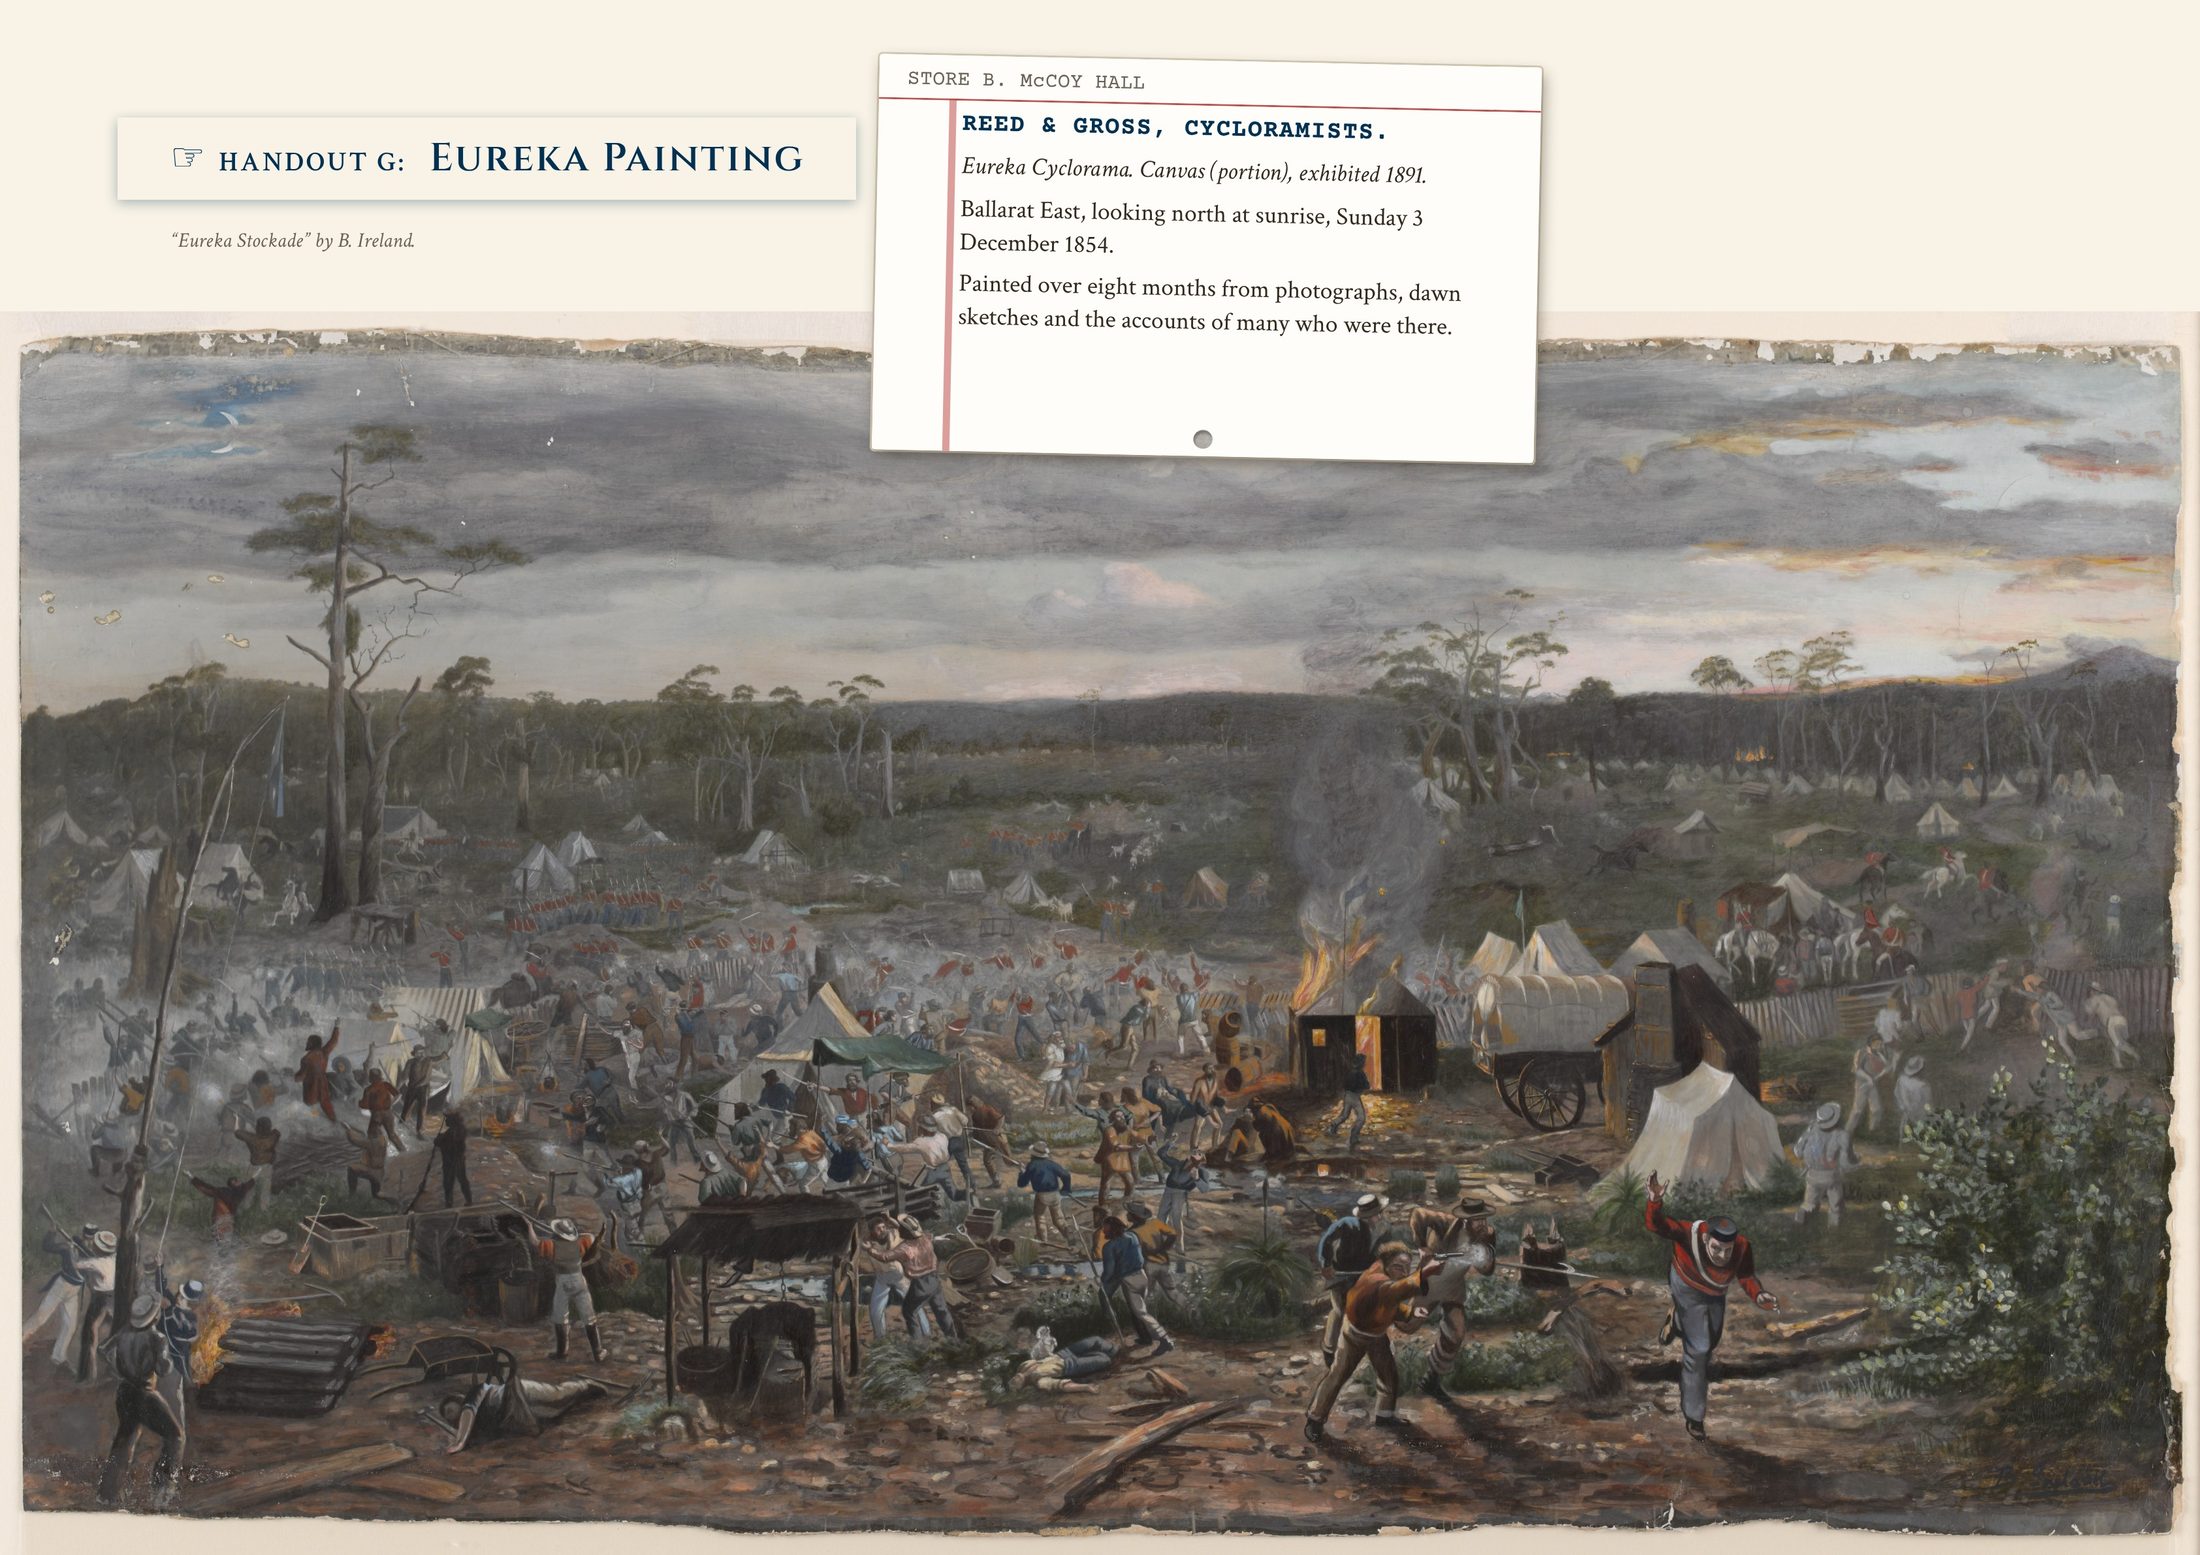 ☞ HANDOUT G: EUREKA PAINTING
“Eureka Stockade” by B. Ireland.
STORE B. McCOY HALL
REED & GROSS, CYCLORAMISTS.
Eureka Cyclorama. Canvas (portion), exhibited 1891.
Ballarat East, looking north at sunrise, Sunday 3
December 1854.
Painted over eight months from photographs, dawn
sketches and the accounts of many who were there.